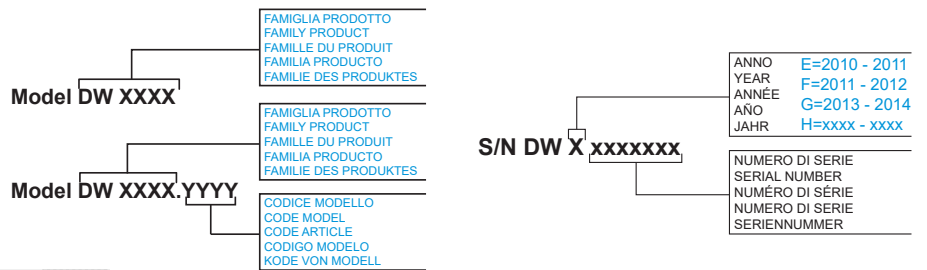 FAMIGLIA PRODOTTO
FAMILY PRODUCT
FAMILLE DU PRODUIT
FAMILIA PRODUCTO
FAMILIE DES PRODUKTES
Model DW XXXX
FAMIGLIA PRODOTTO
FAMILY PRODUCT
FAMILLE DU PRODUIT
FAMILIA PRODUCTO
FAMILIE DES PRODUKTES
Model DW XXXX.YYYY
CODICE MODELLO
CODE MODEL
CODE ARTICLE
CODIGO MODELO
KODE VON MODELL
ANNO
YEAR
ANNÉE
AÑO
JAHR
E=2010 - 2011
F=2011 - 2012
G=2013 - 2014
H=xxxx - xxxx
S/N DW X xxxxxxx
NUMERO DI SERIE
SERIAL NUMBER
NUMÉRO DI SÉRIE
NUMERO DI SERIE
SERIENNUMMER